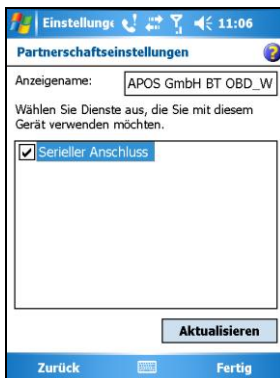 Einstellunge 11:06
Partnerschaftseinstellungen
Anzeigename: APOS GmbH BT OBD_W
Wählen Sie Dienste aus, die Sie mit diesem
Gerät verwenden möchten.
Serieller Anschluss
Aktualisieren
Zurück Fertig